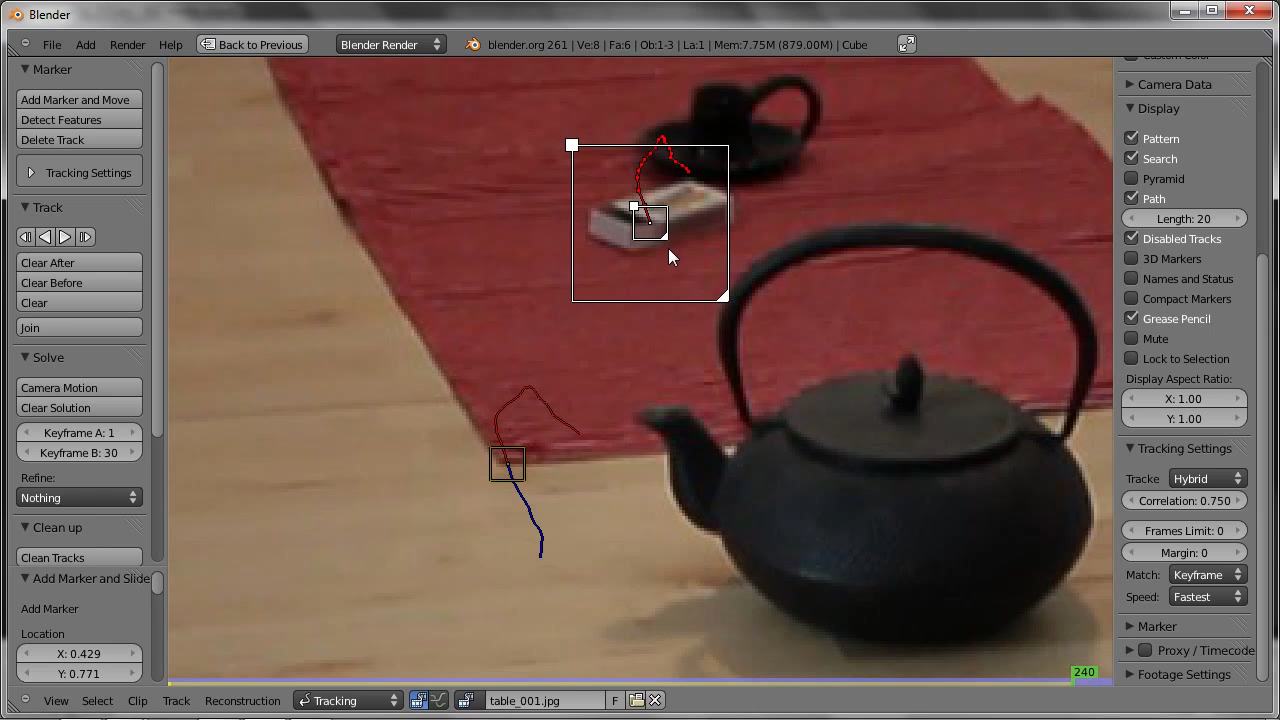 Blender
File Add Render Help Back to Previous Blender Render blender.org 261 | Ve:8 | Fa:6 | Ob:1-3 | La:1 | Mem:7.75M (879.00M) | Cube
Marker
Add Marker and Move
Detect Features
Delete Track
Tracking Settings
Track
Clear After
Clear Before
Clear
Join
Solve
Camera Motion
Clear Solution
Keyframe A: 1
Keyframe B: 30
Refine:
Nothing
Clean up
Clean Tracks
Add Marker and Slide
Add Marker
Location
X: 0.429
Y: 0.771
Custom Color
Camera Data
Display
Pattern
Search
Pyramid
Path
Length: 20
Disabled Tracks
3D Markers
Names and Status
Compact Markers
Grease Pencil
Mute
Lock to Selection
Display Aspect Ratio:
X: 1.00
Y: 1.00
Tracking Settings
Tracke Hybrid
Correlation: 0.750
Frames Limit: 0
Margin: 0
Match: Keyframe
Speed: Fastest
Marker
Proxy / Timecode
Footage Settings
240
View Select Clip Track Reconstruction Tracking table_001.jpg F